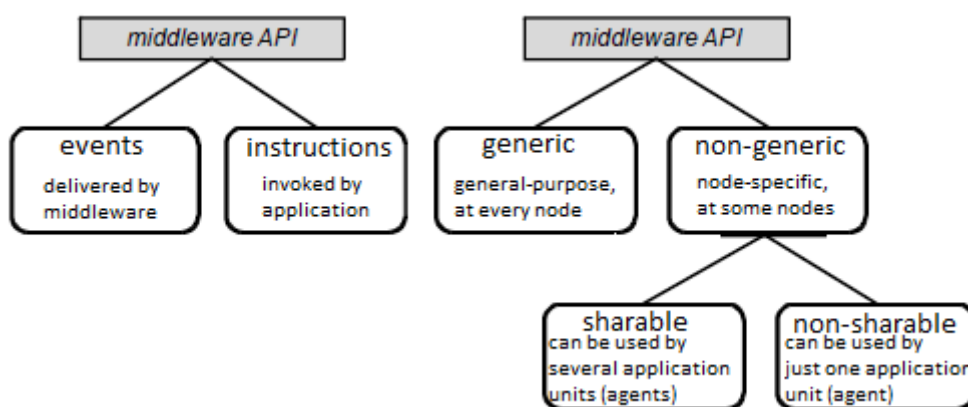 middleware API
events
delivered by
middleware
instructions
invoked by
application
middleware API
generic
general-purpose,
at every node
non-generic
node-specific,
at some nodes
sharable
can be used by
several application
units (agents)
non-sharable
can be used by
just one application
unit (agent)